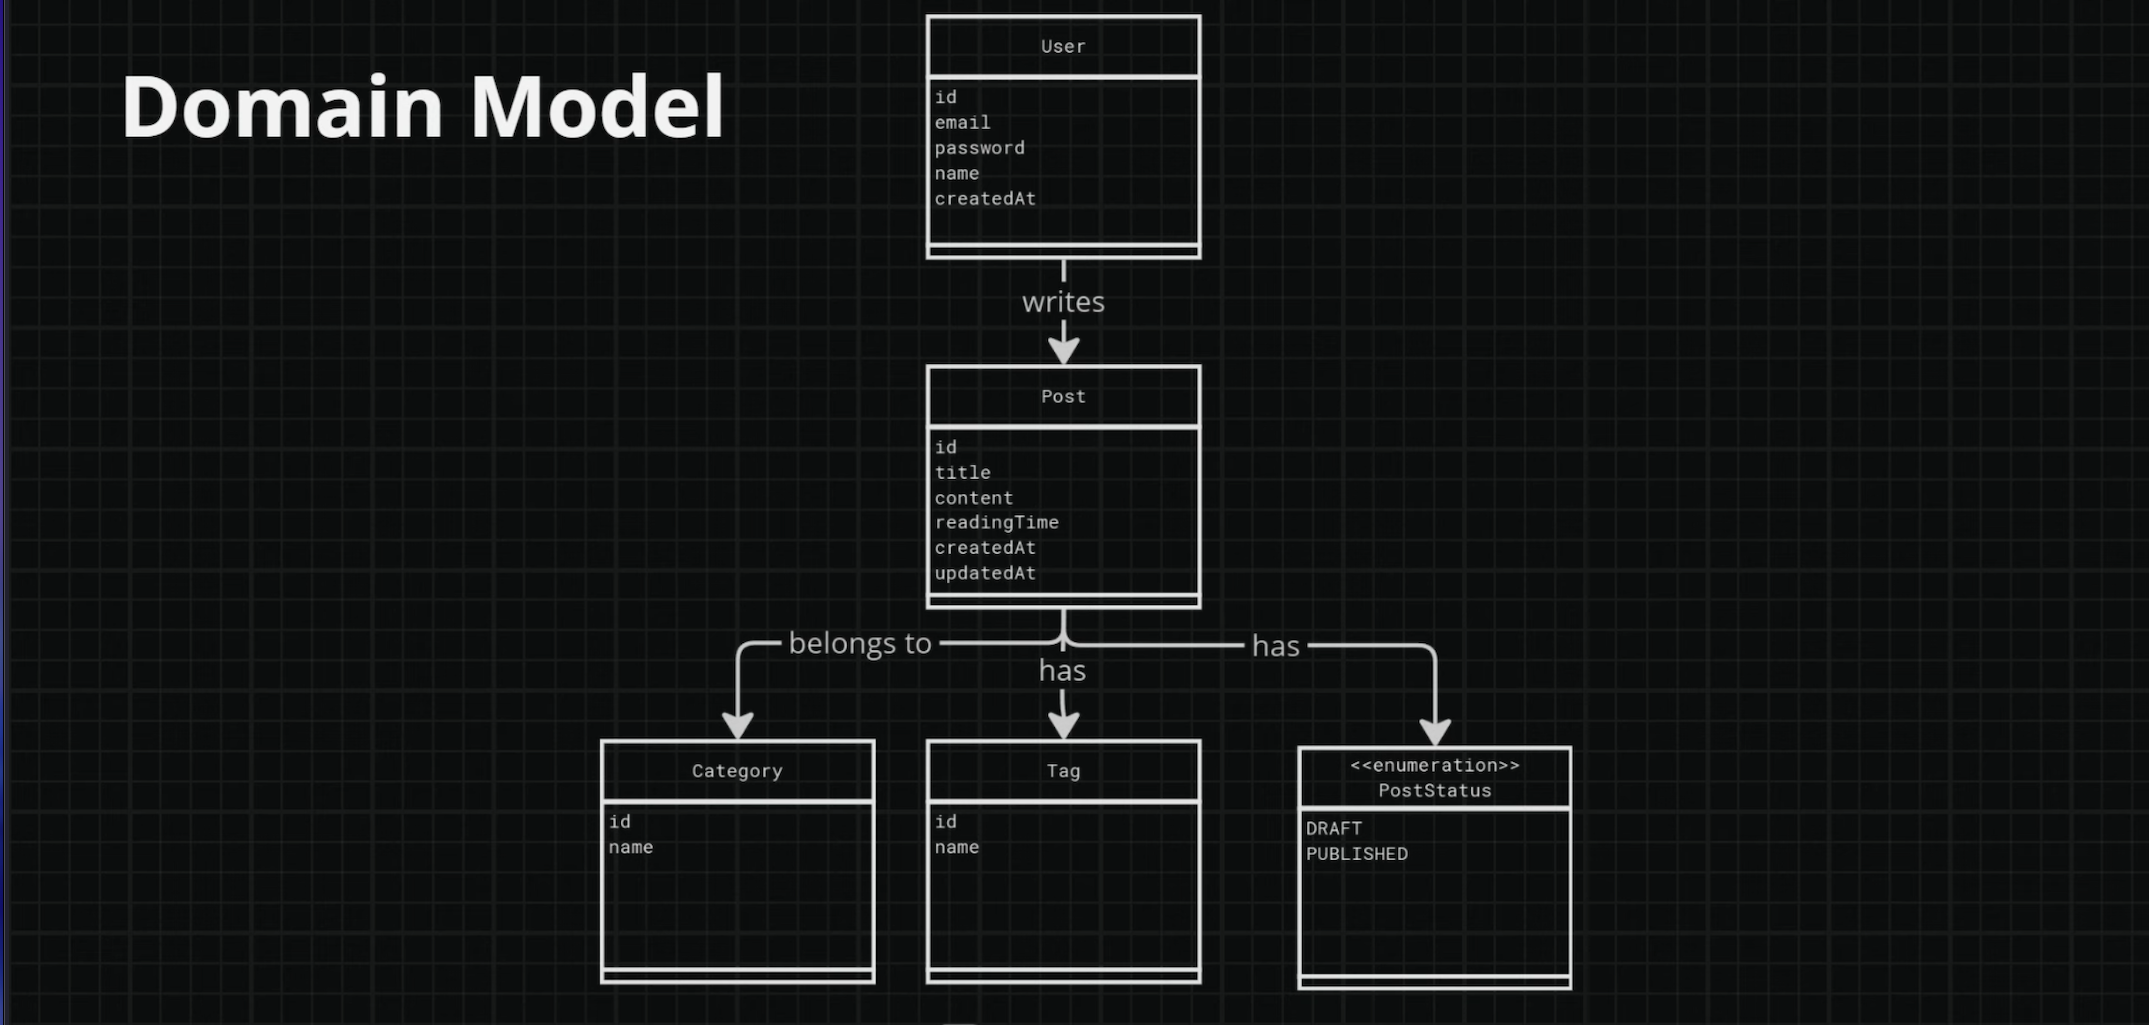 Domain Model
User
id
email
password
name
createdAt
writes
Post
id
title
content
readingTime
createdAt
updatedAt
belongs to
has
has
Category
id
name
Tag
id
name
<<enumeration>>
PostStatus
DRAFT
PUBLISHED